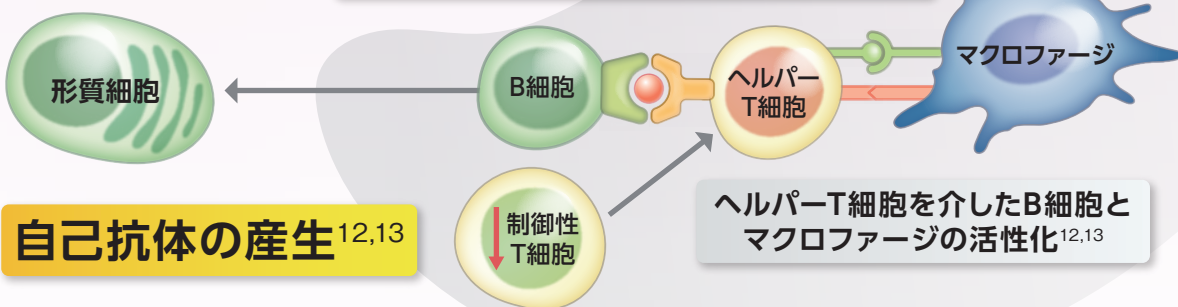 形質細胞
B細胞
ヘルパー
T細胞
マクロファージ
自己抗体の産生12,13
制御性
T細胞
ヘルパーT細胞を介したB細胞と
マクロファージの活性化12,13